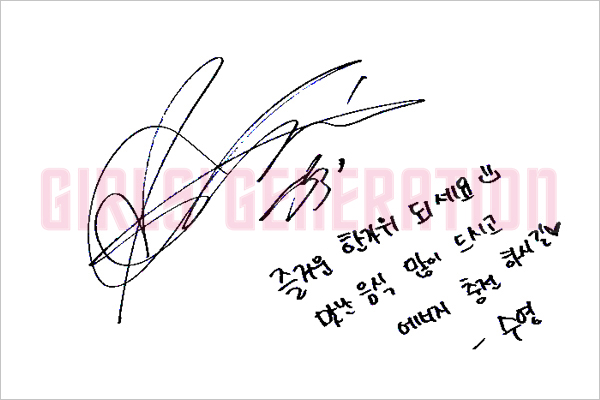 GIRLS' GENERATION
즐거운 한가위 되세요
맛난 음식 많이 드시고
에너지 충전 하시길♥
- 수영